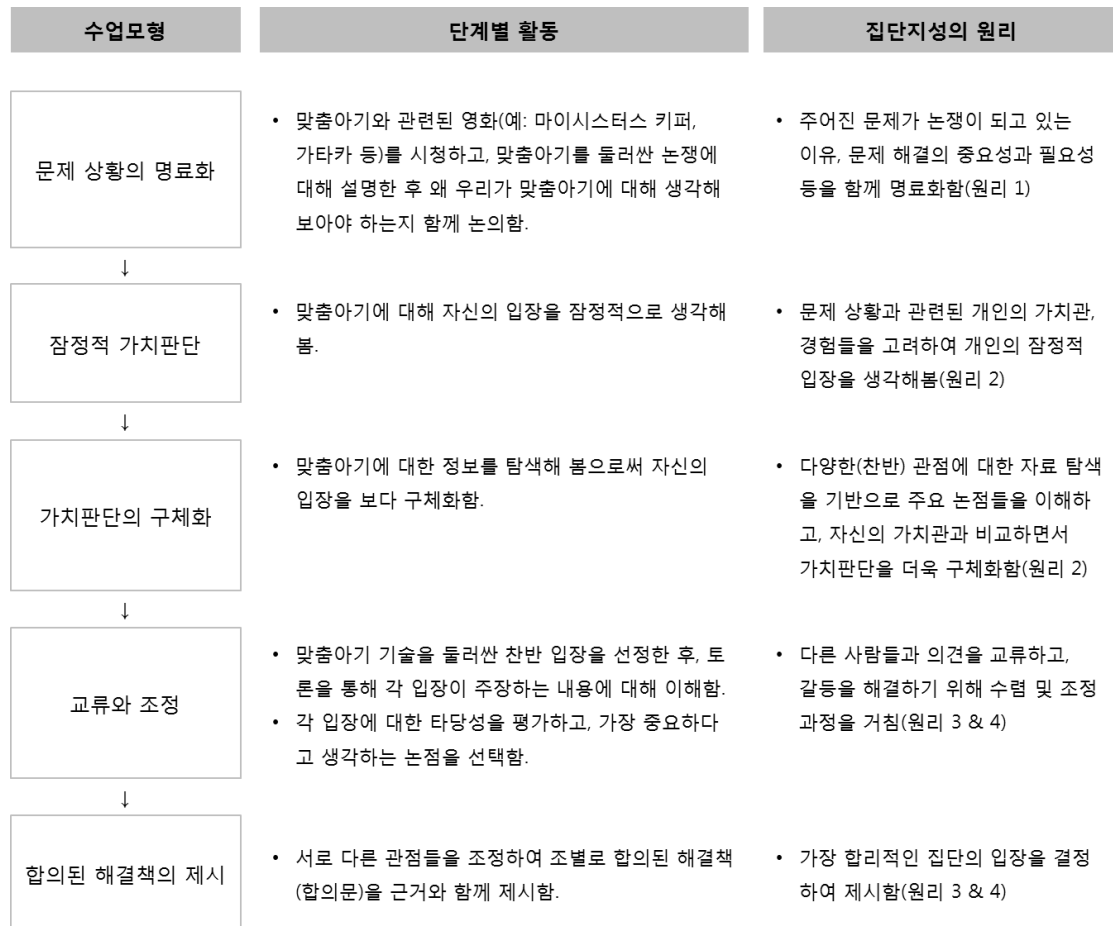 수업모형
단계별 활동
집단지성의 원리
문제 상황의 명료화
• 맞춤아기와 관련된 영화(예: 마이시스터스 키퍼,
가타카 등)를 시청하고, 맞춤아기를 둘러싼 논쟁에
대해 설명한 후 왜 우리가 맞춤아기에 대해 생각해
보아야 하는지 함께 논의함.
• 주어진 문제가 논쟁이 되고 있는
이유, 문제 해결의 중요성과 필요성
등을 함께 명료화함(원리 1)
↓
잠정적 가치판단
• 맞춤아기에 대해 자신의 입장을 잠정적으로 생각해
봄.
• 문제 상황과 관련된 개인의 가치관,
경험들을 고려하여 개인의 잠정적
입장을 생각해봄(원리 2)
↓
가치판단의 구체화
• 맞춤아기에 대한 정보를 탐색해 봄으로써 자신의
입장을 보다 구체화함.
• 다양한(찬반) 관점에 대한 자료 탐색
을 기반으로 주요 논점들을 이해하
고, 자신의 가치관과 비교하면서
가치판단을 더욱 구체화함(원리 2)
↓
교류와 조정
• 맞춤아기 기술을 둘러싼 찬반 입장을 선정한 후, 토
론을 통해 각 입장이 주장하는 내용에 대해 이해함.
• 각 입장에 대한 타당성을 평가하고, 가장 중요하다
고 생각하는 논점을 선택함.
• 다른 사람들과 의견을 교류하고,
갈등을 해결하기 위해 수렴 및 조정
과정을 거침(원리 3 & 4)
↓
합의된 해결책의 제시
• 서로 다른 관점들을 조정하여 조별로 합의된 해결책
(합의문)을 근거와 함께 제시함.
• 가장 합리적인 집단의 입장을 결정
하여 제시함(원리 3 & 4)